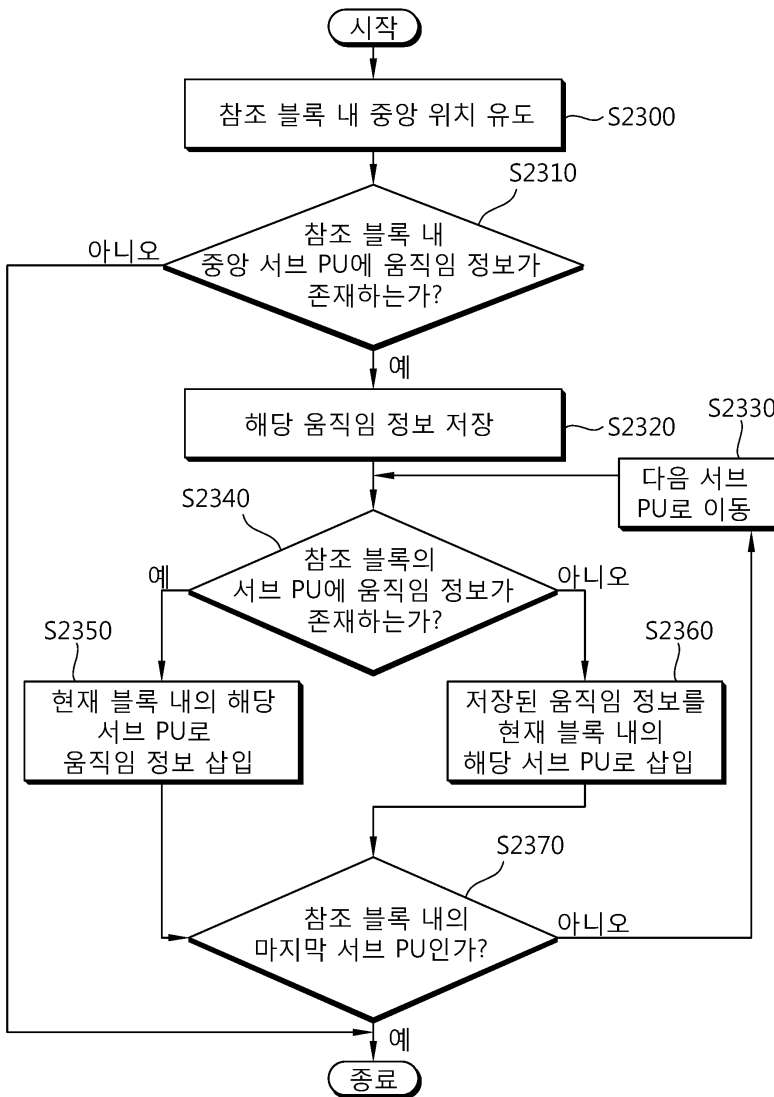 시작
참조 블록 내 중앙 위치 유도
S2300
S2310
참조 블록 내
중앙 서브 PU에 움직임 정보가
존재하는가?
아니오
예
해당 움직임 정보 저장
S2320
S2330
다음 서브
PU로 이동
S2340
참조 블록의
서브 PU에 움직임 정보가
존재하는가?
예
아니오
S2350
현재 블록 내의 해당
서브 PU로
움직임 정보 삽입
S2360
저장된 움직임 정보를
현재 블록 내의
해당 서브 PU로 삽입
S2370
참조 블록 내의
마지막 서브 PU인가?
아니오
예
종료